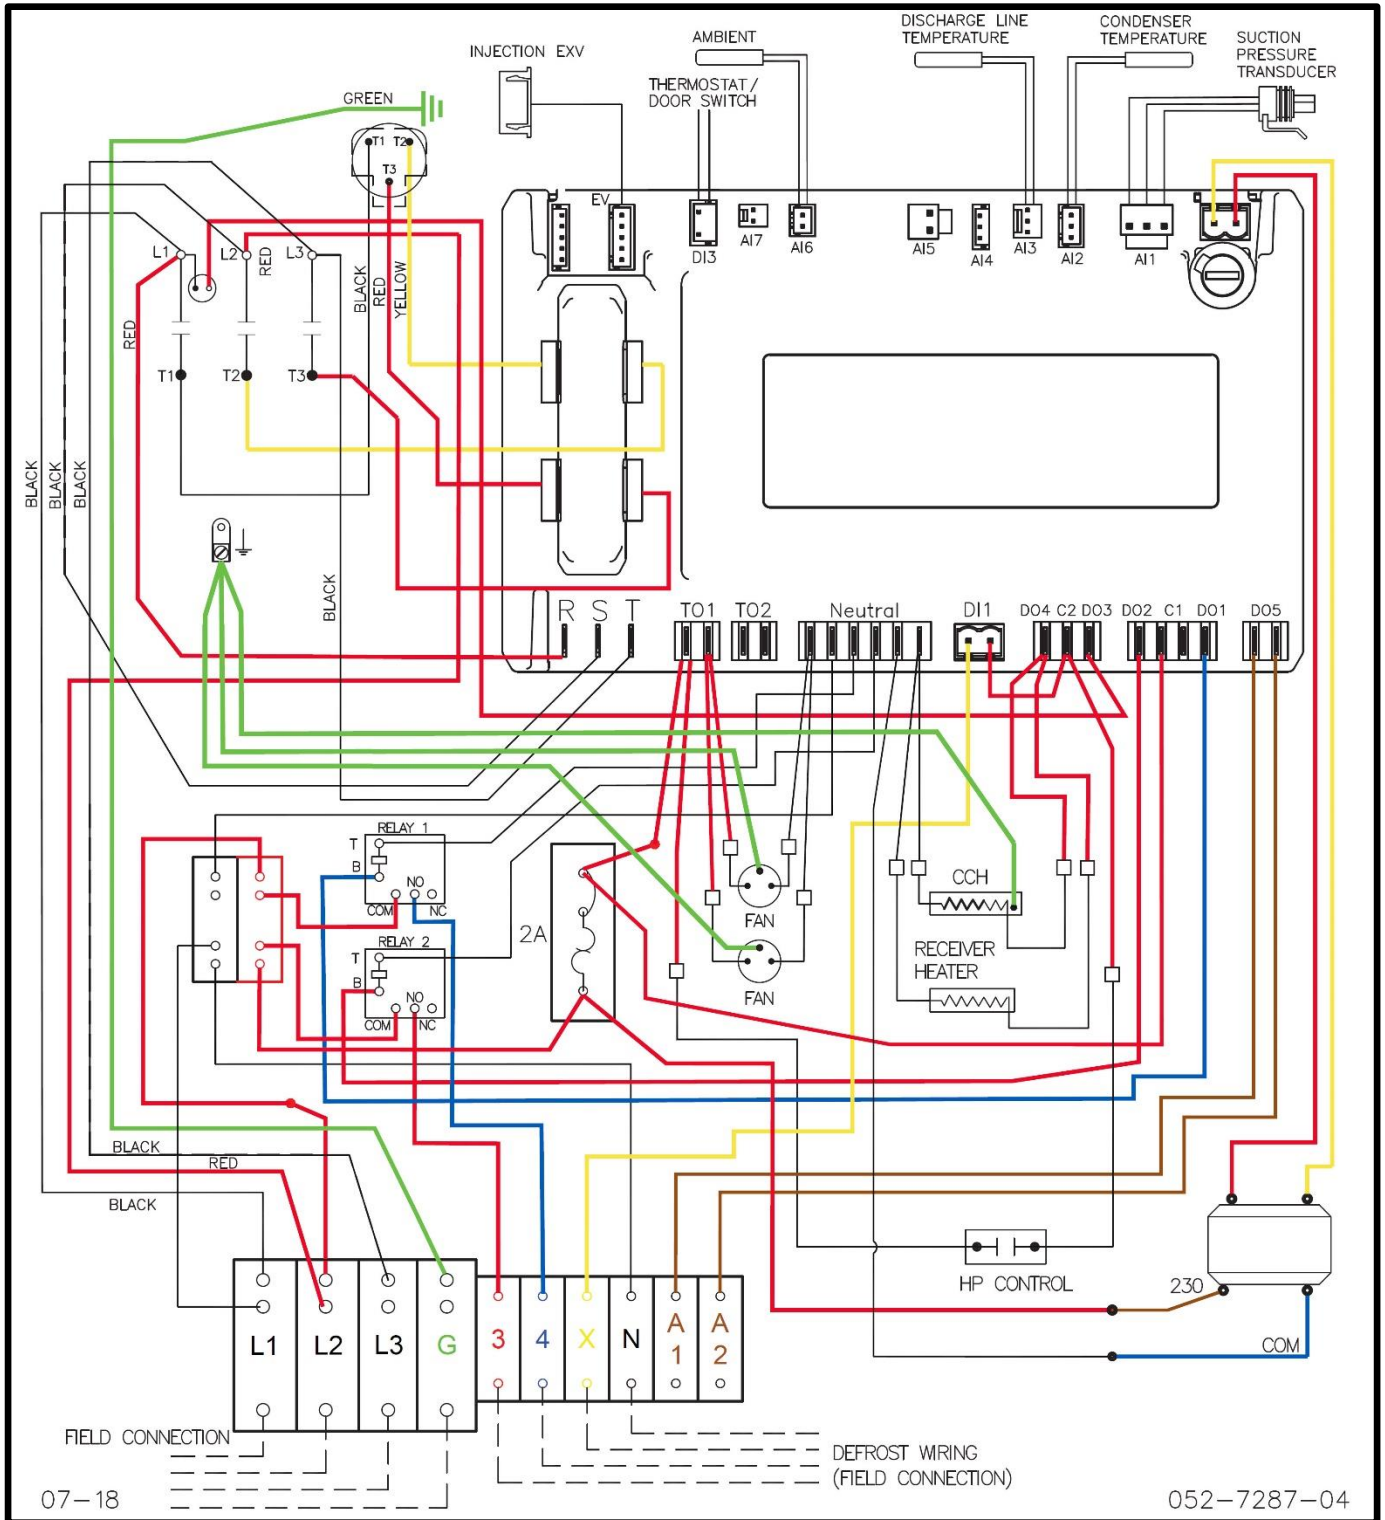 DISCHARGE LINE
TEMPERATURE
CONDENSER
TEMPERATURE
SUCTION
PRESSURE
TRANSDUCER
AMBIENT
INJECTION EXV
THERMOSTAT/
DOOR SWITCH
GREEN
T1 T2
T3
EV
DI3
AI7
AI6
AI5
AI4
AI3
AI2
AI1
L1
L2
RED
L3
BLACK
RED
YELLOW
RED
T1
T2
T3
BLACK
BLACK
BLACK
BLACK
R S T
TO1
TO2
Neutral
DI1
DO4 C2 DO3
DO2 C1 DO1
DO5
RELAY 1
T
B
NO
COM
NC
RELAY 2
T
B
NO
COM
NC
2A
FAN
FAN
CCH
RECEIVER
HEATER
BLACK
RED
BLACK
HP CONTROL
230
COM
L1 L2 L3 G 3 4 X N A1 A2
FIELD CONNECTION
DEFROST WIRING
(FIELD CONNECTION)
07-18
052-7287-04